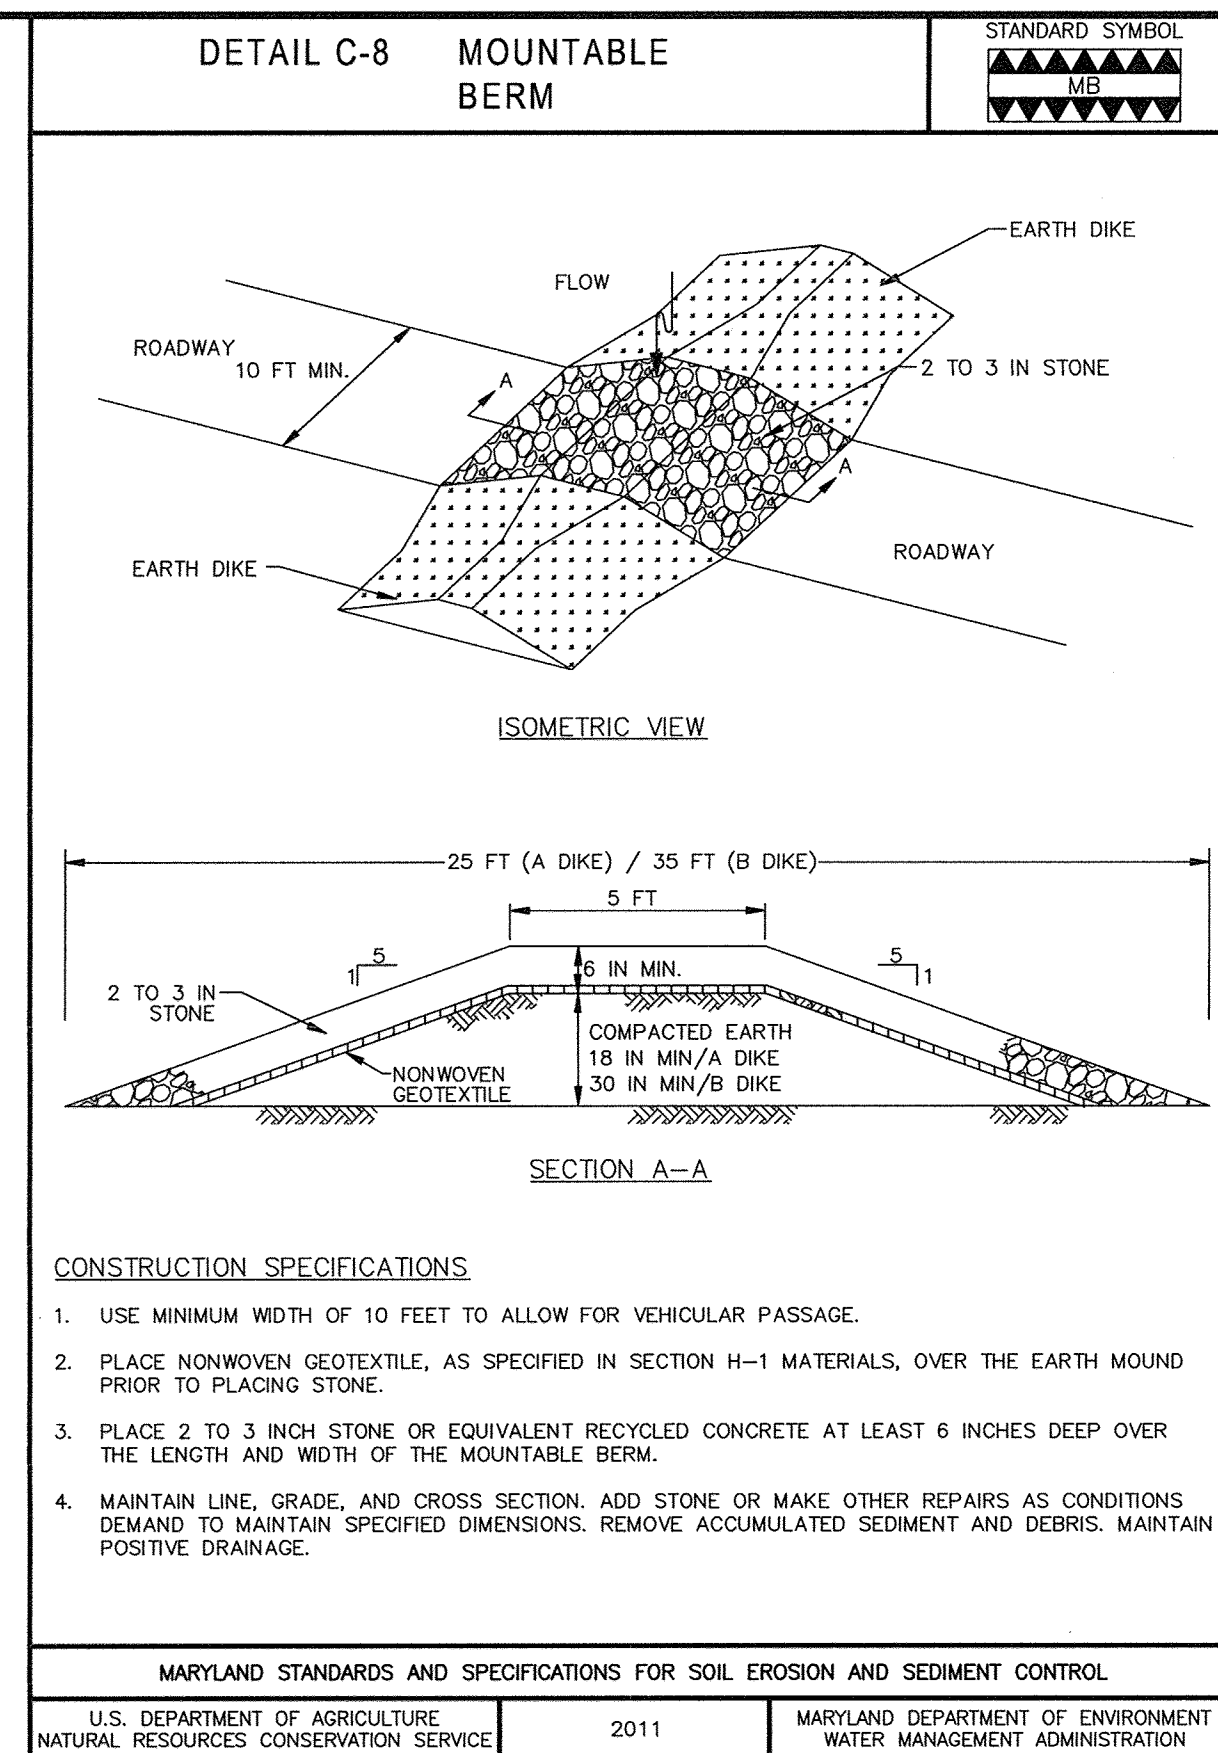 DETAIL C-8 MOUNTABLE
BERM
STANDARD SYMBOL
MB
EARTH DIKE
FLOW
ROADWAY
10 FT MIN.
2 TO 3 IN STONE
A
A
EARTH DIKE
ROADWAY
ISOMETRIC VIEW
25 FT (A DIKE) / 35 FT (B DIKE)
5 FT
5
1
6 IN MIN.
5
1
2 TO 3 IN
STONE
COMPACTED EARTH
18 IN MIN/A DIKE
30 IN MIN/B DIKE
NONWOVEN
GEOTEXTILE
SECTION A-A
CONSTRUCTION SPECIFICATIONS
1. USE MINIMUM WIDTH OF 10 FEET TO ALLOW FOR VEHICULAR PASSAGE.
2. PLACE NONWOVEN GEOTEXTILE, AS SPECIFIED IN SECTION H-1 MATERIALS, OVER THE EARTH MOUND
PRIOR TO PLACING STONE.
3. PLACE 2 TO 3 INCH STONE OR EQUIVALENT RECYCLED CONCRETE AT LEAST 6 INCHES DEEP OVER
THE LENGTH AND WIDTH OF THE MOUNTABLE BERM.
4. MAINTAIN LINE, GRADE, AND CROSS SECTION. ADD STONE OR MAKE OTHER REPAIRS AS CONDITIONS
DEMAND TO MAINTAIN SPECIFIED DIMENSIONS. REMOVE ACCUMULATED SEDIMENT AND DEBRIS. MAINTAIN
POSITIVE DRAINAGE.
MARYLAND STANDARDS AND SPECIFICATIONS FOR SOIL EROSION AND SEDIMENT CONTROL
U.S. DEPARTMENT OF AGRICULTURE
NATURAL RESOURCES CONSERVATION SERVICE
2011
MARYLAND DEPARTMENT OF ENVIRONMENT
WATER MANAGEMENT ADMINISTRATION